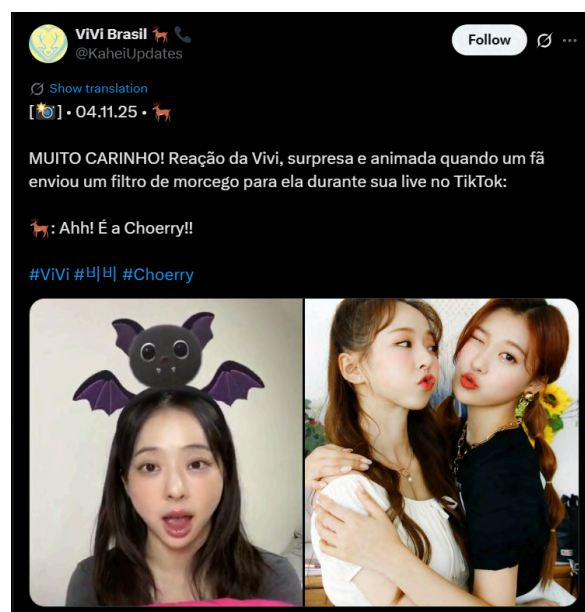 ViVi Brasil 🦌 📞
@KaheiUpdates
Follow
Show translation
[📸] • 04.11.25 • 🦌
MUITO CARINHO! Reação da Vivi, surpresa e animada quando um fã
enviou um filtro de morcego para ela durante sua live no TikTok:
🦌: Ahh! É a Choerry!!
#ViVi #비비 #Choerry